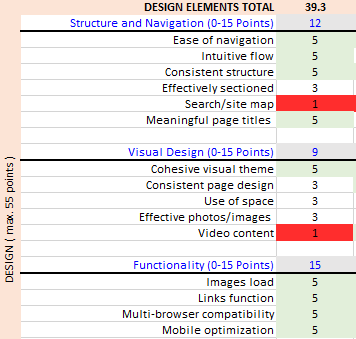 DESIGN ELEMENTS TOTAL 39.3
Structure and Navigation (0-15 Points) 12
Ease of navigation 5
Intuitive flow 5
Consistent structure 5
Effectively sectioned 3
Search/site map 1
Meaningful page titles 5
Visual Design (0-15 Points) 9
Cohesive visual theme 5
Consistent page design 3
Use of space 3
Effective photos/images 3
Video content 1
Functionality (0-15 Points) 15
Images load 5
Links function 5
Multi-browser compatibility 5
Mobile optimization 5
DESIGN ( max. 55 points )